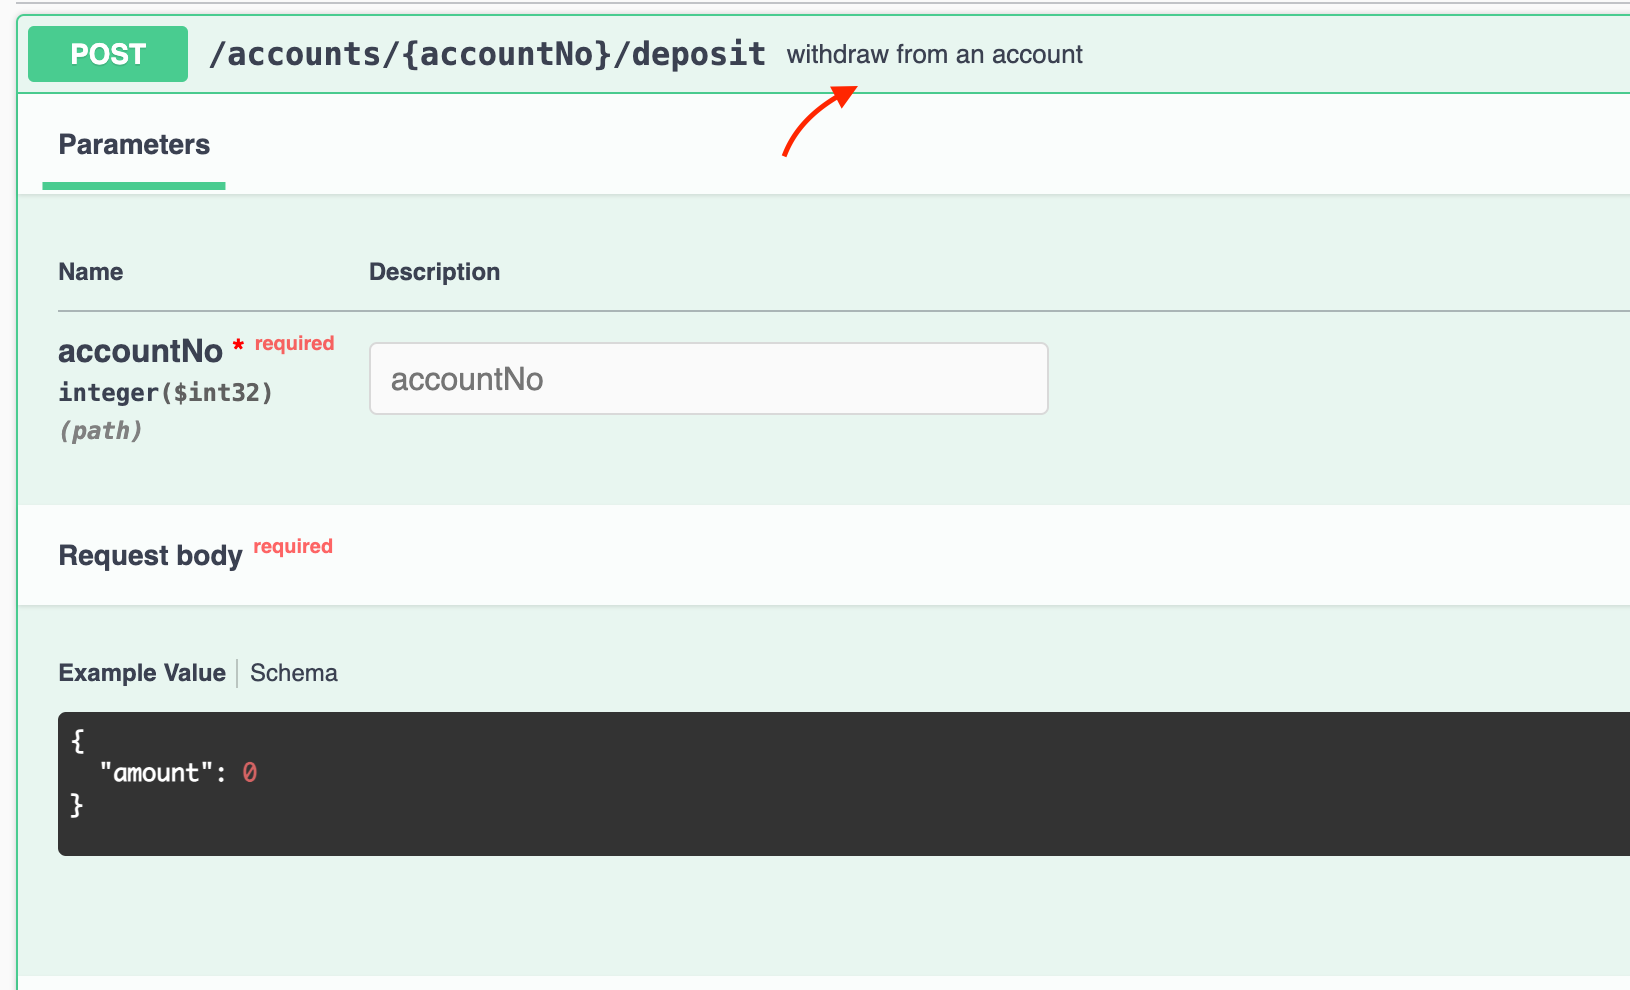 POST /accounts/{accountNo}/deposit withdraw from an account
Parameters
Name Description
accountNo * required
integer($int32)
(path)
accountNo
Request body required
Example Value | Schema
{
"amount": 0
}